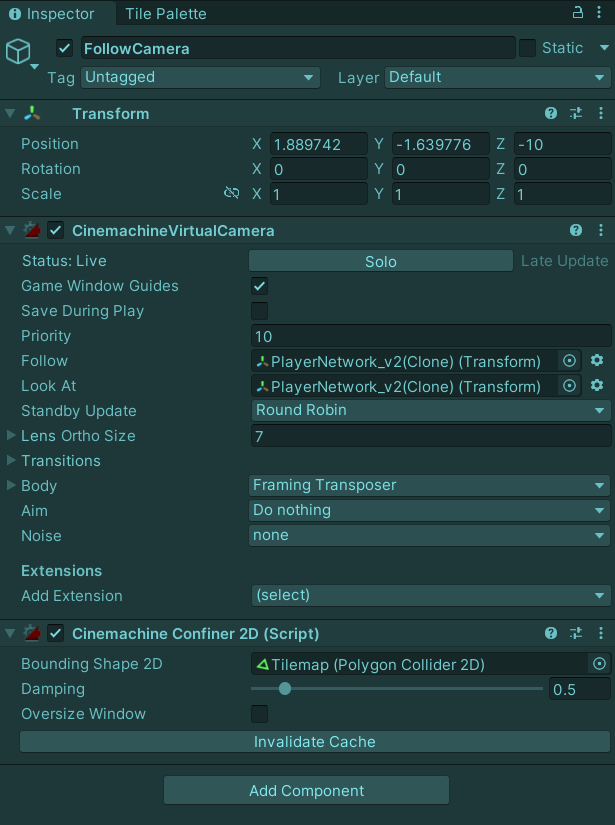 Inspector Tile Palette
FollowCamera Static
Tag Untagged Layer Default
Transform
Position X 1.889742 Y -1.639776 Z -10
Rotation X 0 Y 0 Z 0
Scale X 1 Y 1 Z 1
CinemachineVirtualCamera
Status: Live Solo Late Update
Game Window Guides
Save During Play
Priority 10
Follow PlayerNetwork_v2(Clone) (Transform)
Look At PlayerNetwork_v2(Clone) (Transform)
Standby Update Round Robin
Lens Ortho Size 7
Transitions
Body Framing Transposer
Aim Do nothing
Noise none
Extensions
Add Extension (select)
Cinemachine Confiner 2D (Script)
Bounding Shape 2D Tilemap (Polygon Collider 2D)
Damping 0.5
Oversize Window
Invalidate Cache
Add Component